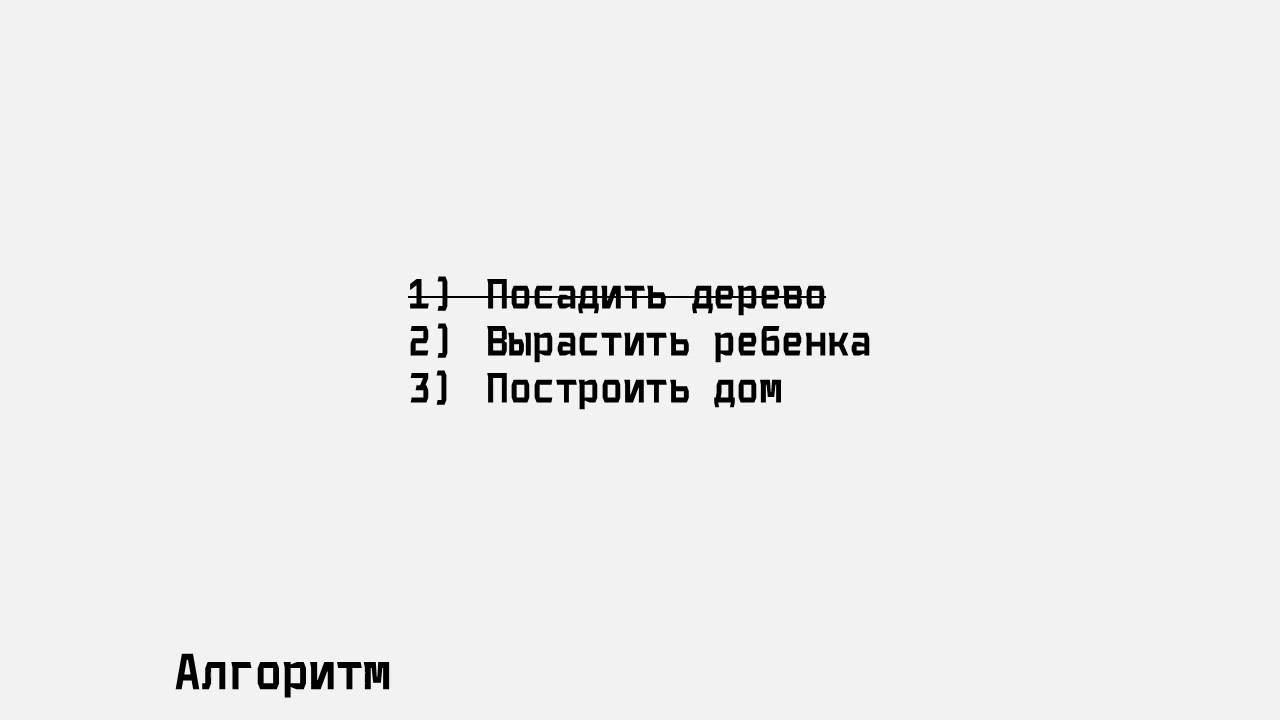 1) Посадить дерево
2) Вырастить ребенка
3) Построить дом
Алгоритм